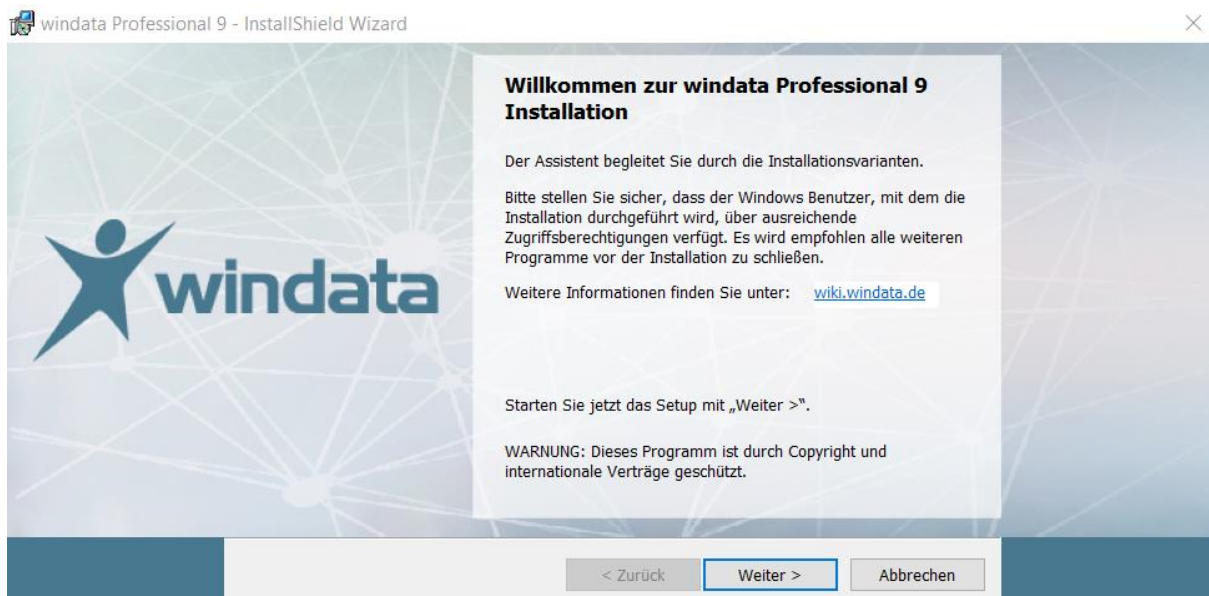 windata Professional 9 - InstallShield Wizard
windata
Willkommen zur windata Professional 9
Installation
Der Assistent begleitet Sie durch die Installationsvarianten.
Bitte stellen Sie sicher, dass der Windows Benutzer, mit dem die
Installation durchgeführt wird, über ausreichende
Zugriffsberechtigungen verfügt. Es wird empfohlen alle weiteren
Programme vor der Installation zu schließen.
Weitere Informationen finden Sie unter: wiki.windata.de
Starten Sie jetzt das Setup mit „Weiter >“.
WARNUNG: Dieses Programm ist durch Copyright und
internationale Verträge geschützt.
< Zurück Weiter > Abbrechen